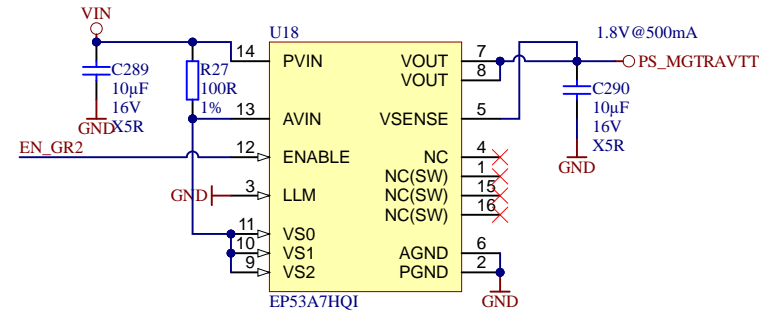 VIN
U18
1.8V@500mA
14
PVIN
VOUT
7
VOUT
8
PS_MGTRAVTT
C289
10µF
16V
X5R
GND
R27
100R
1%
C290
10µF
16V
X5R
GND
13
AVIN
VSENSE
5
EN_GR2
12
ENABLE
NC
4
NC(SW)
1
GND
3
LLM
NC(SW)
15
NC(SW)
16
11
VS0
10
VS1
AGND
6
9
VS2
PGND
2
EP53A7HQI
GND